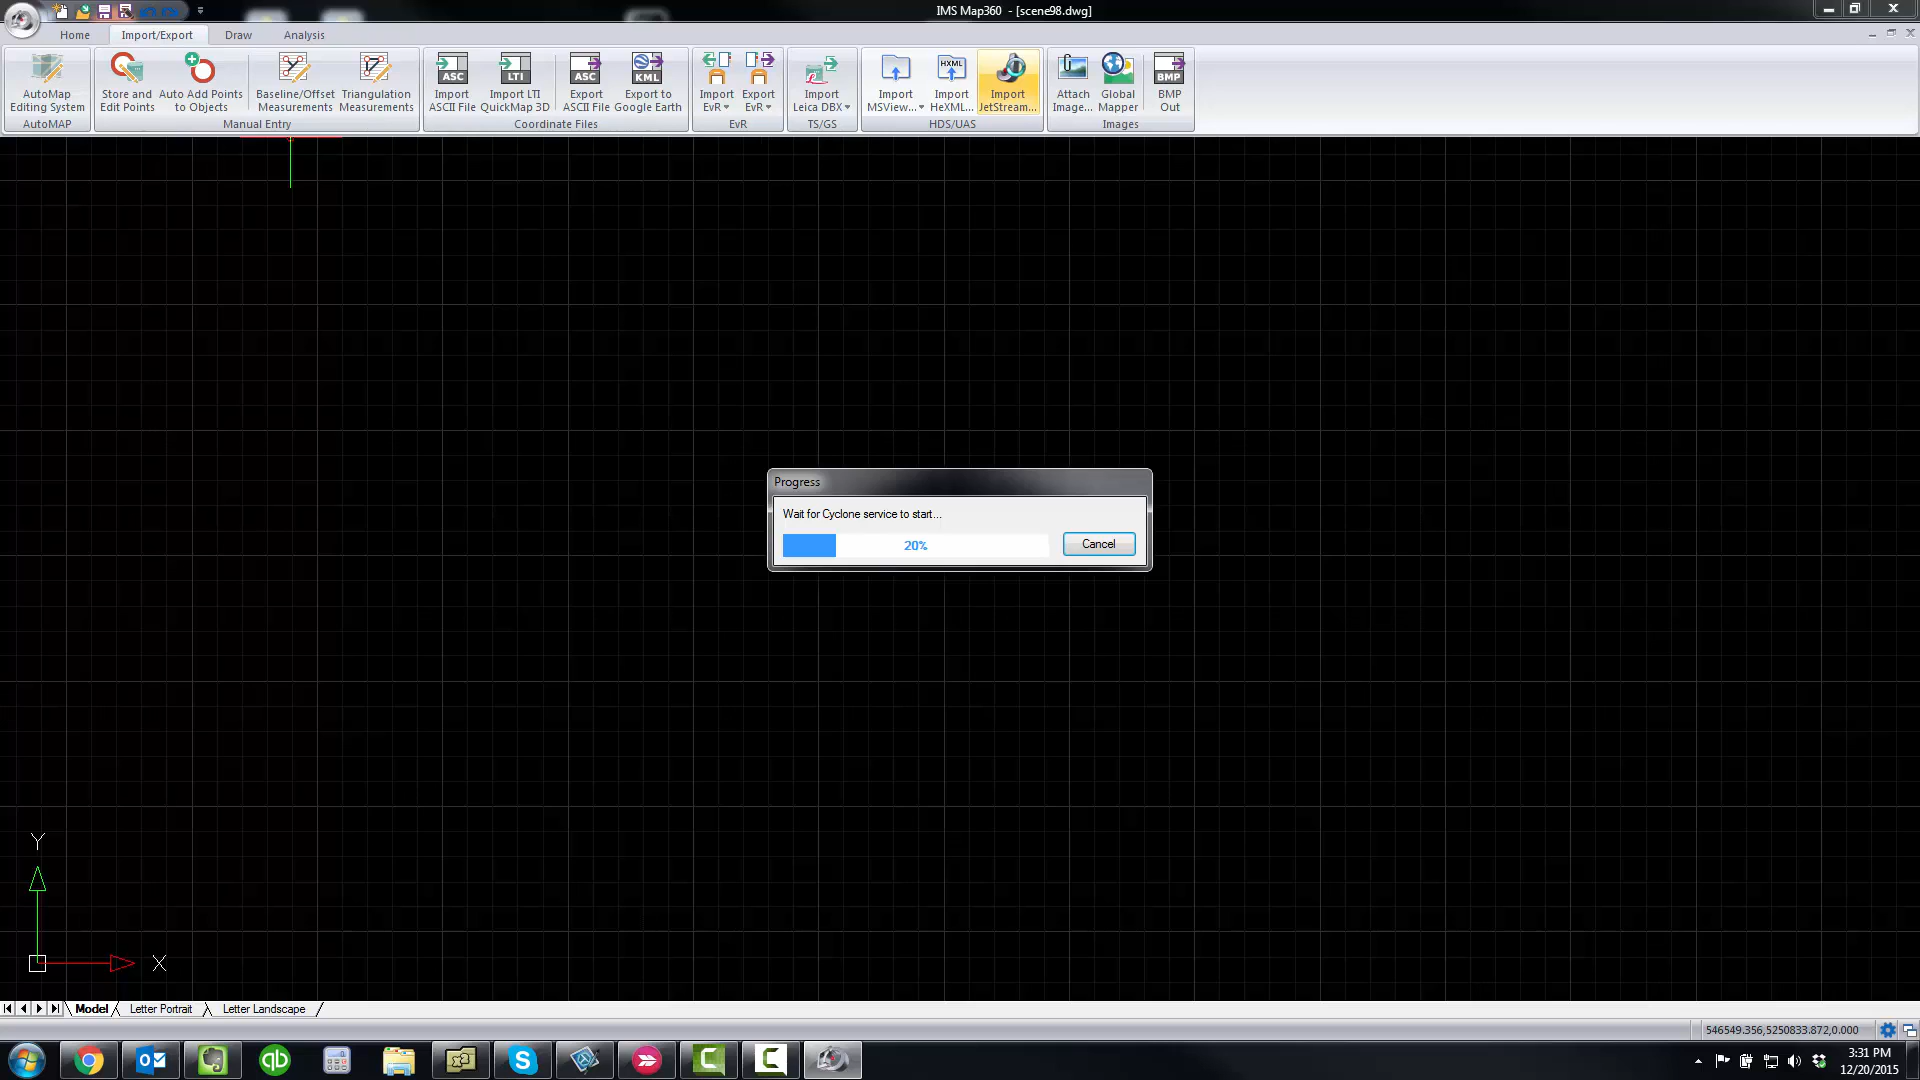 IMS Map360 - [scene98.dwg]
Home Import/Export Draw Analysis
AutoMap Editing System
AutoMAP
Store and Edit Points
Auto Add Points to Objects
Baseline/Offset Measurements
Triangulation Measurements
Manual Entry
ASC
Import ASCII File
LTI
Import LTI QuickMap 3D
ASC
Export ASCII File
KML
Export to Google Earth
Coordinate Files
Import EvR
Export EvR
EvR
Import Leica DBX
TS/GS
Import MSView...
HXML
Import HeXML...
Import JetStream...
HDS/UAS
Attach Image...
Global Mapper
Images
BMP
BMP Out
Progress
Wait for Cyclone service to start...
20%
Cancel
Y
X
Model Letter Portrait Letter Landscape
546549.356,5250833.872,0.000
3:31 PM
12/20/2015